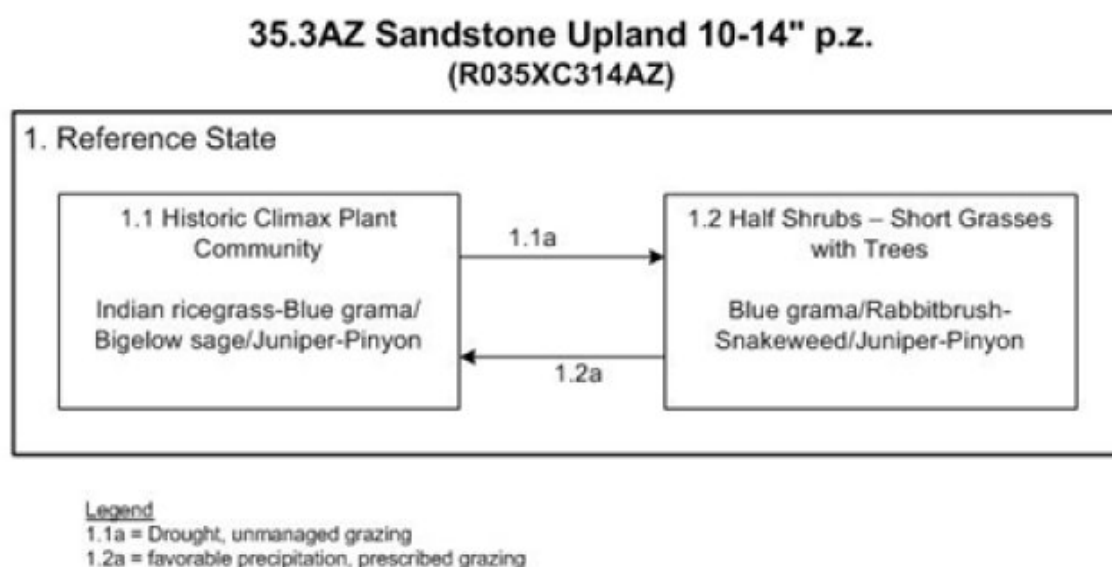 35.3AZ Sandstone Upland 10-14" p.z.
(R035XC314AZ)
1. Reference State
1.1 Historic Climax Plant
Community
Indian ricegrass-Blue grama/
Bigelow sage/Juniper-Pinyon
1.1a
1.2a
1.2 Half Shrubs – Short Grasses
with Trees
Blue grama/Rabbitbrush-
Snakeweed/Juniper-Pinyon
Legend
1.1a = Drought, unmanaged grazing
1.2a = favorable precipitation, prescribed grazing